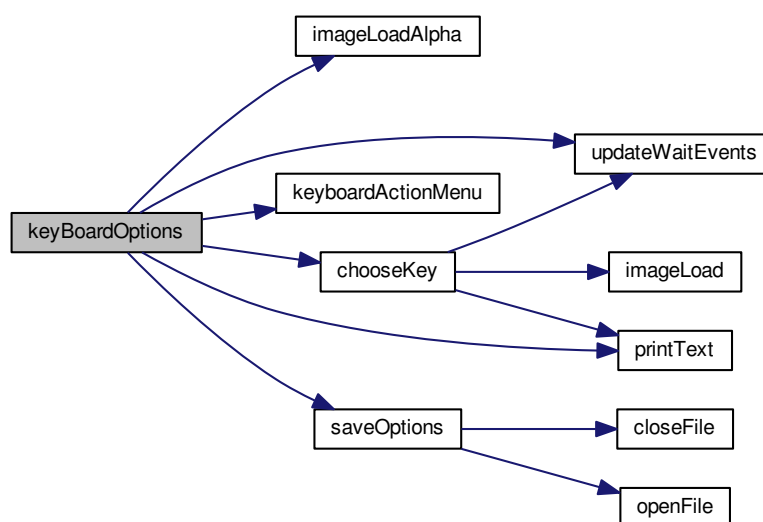 imageLoadAlpha
updateWaitEvents
keyboardActionMenu
keyBoardOptions
chooseKey
imageLoad
printText
saveOptions
closeFile
openFile